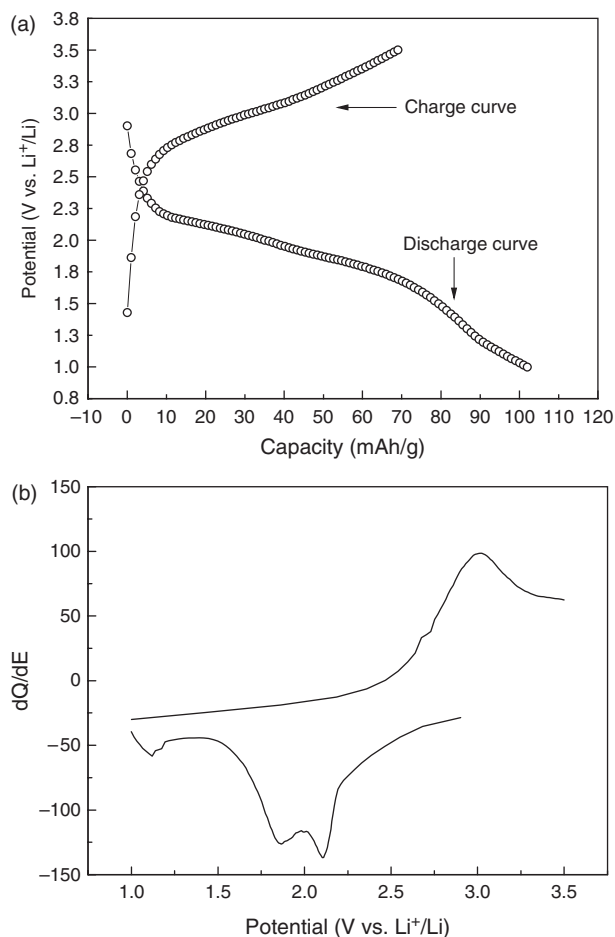 (a)
3.8
3.5
3.0
2.8
2.5
2.3
2.0
1.8
1.5
1.3
1.0
0.8
Potential (V vs. Li⁺/Li)
Charge curve
Discharge curve
−10 0 10 20 30 40 50 60 70 80 90 100 110 120
Capacity (mAh/g)
(b)
150
100
50
0
−50
−100
−150
dQ/dE
1.0 1.5 2.0 2.5 3.0 3.5
Potential (V vs. Li⁺/Li)